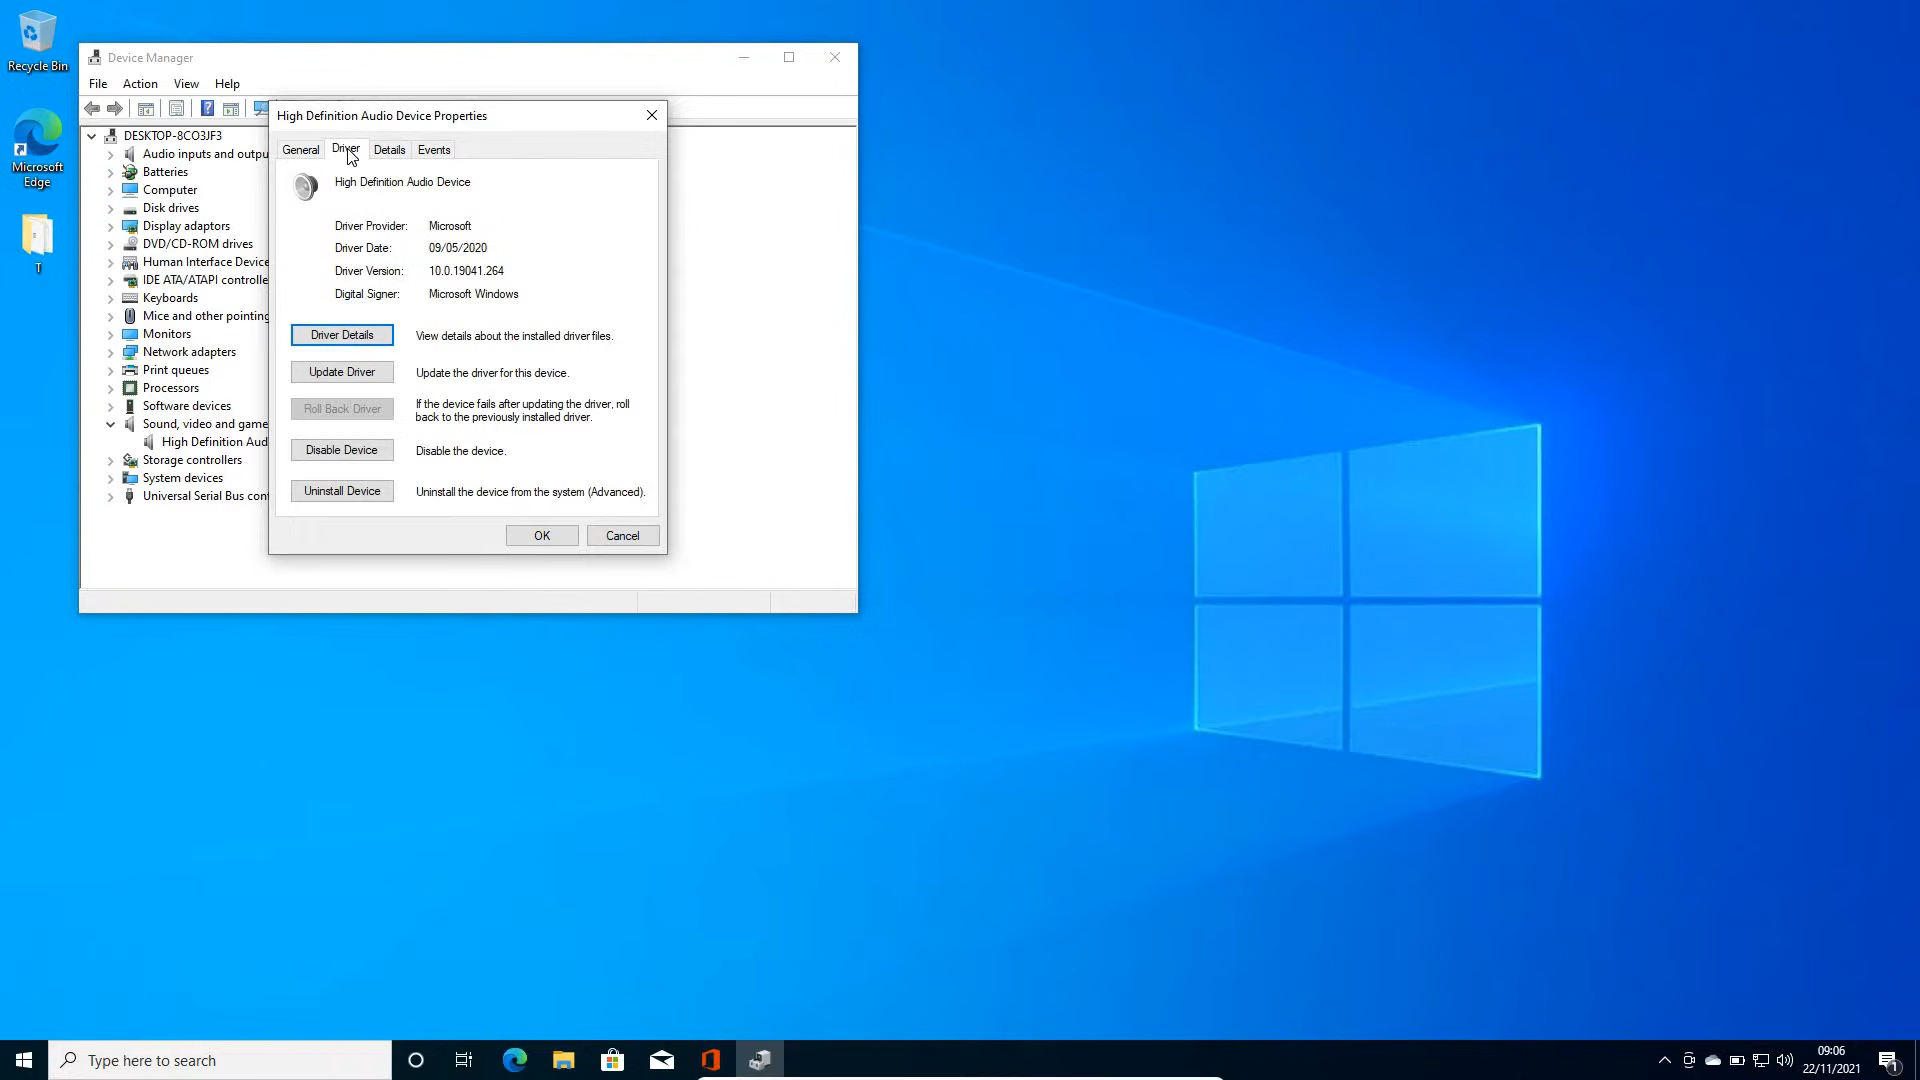 Recycle Bin
Microsoft
Edge
T
Device Manager
File Action View Help
DESKTOP-8CO3JF3
Audio inputs and outpu
Batteries
Computer
Disk drives
Display adaptors
DVD/CD-ROM drives
Human Interface Device
IDE ATA/ATAPI controlle
Keyboards
Mice and other pointing
Monitors
Network adapters
Print queues
Processors
Software devices
Sound, video and game
High Definition Aud
Storage controllers
System devices
Universal Serial Bus con
High Definition Audio Device Properties
General Driver Details Events
High Definition Audio Device
Driver Provider: Microsoft
Driver Date: 09/05/2020
Driver Version: 10.0.19041.264
Digital Signer: Microsoft Windows
Driver Details View details about the installed driver files.
Update Driver Update the driver for this device.
Roll Back Driver If the device fails after updating the driver, roll
back to the previously installed driver.
Disable Device Disable the device.
Uninstall Device Uninstall the device from the system (Advanced).
OK Cancel
Type here to search
09:06
22/11/2021
1